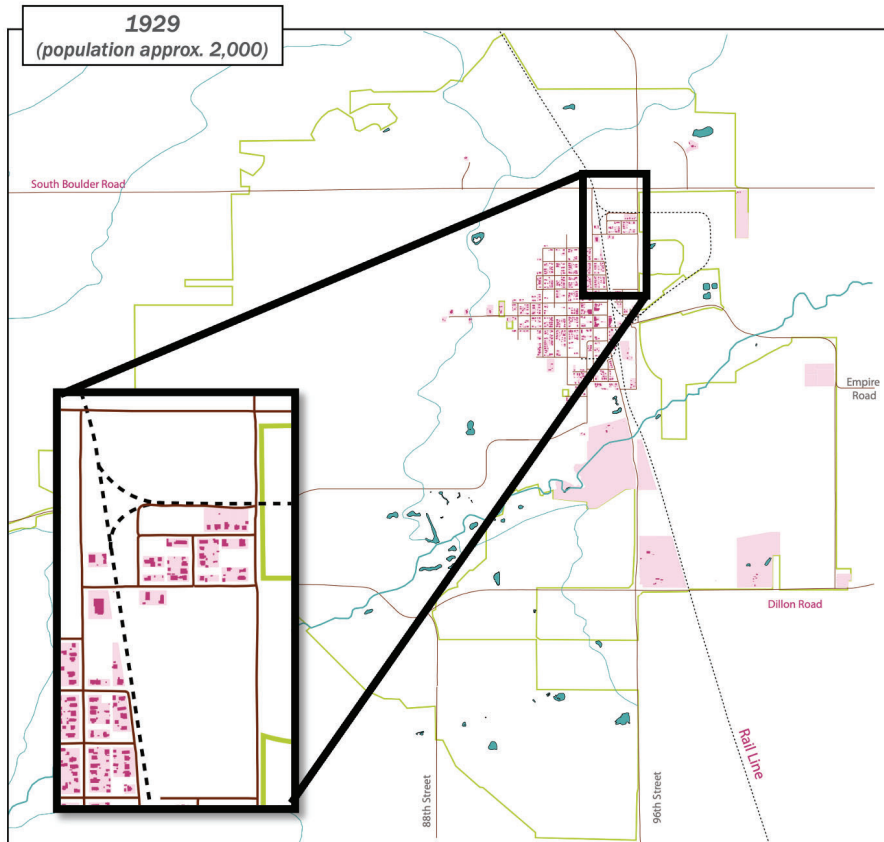 1929
(population approx. 2,000)
South Boulder Road
Empire
Road
Dillon Road
Rail Line
88th Street
96th Street